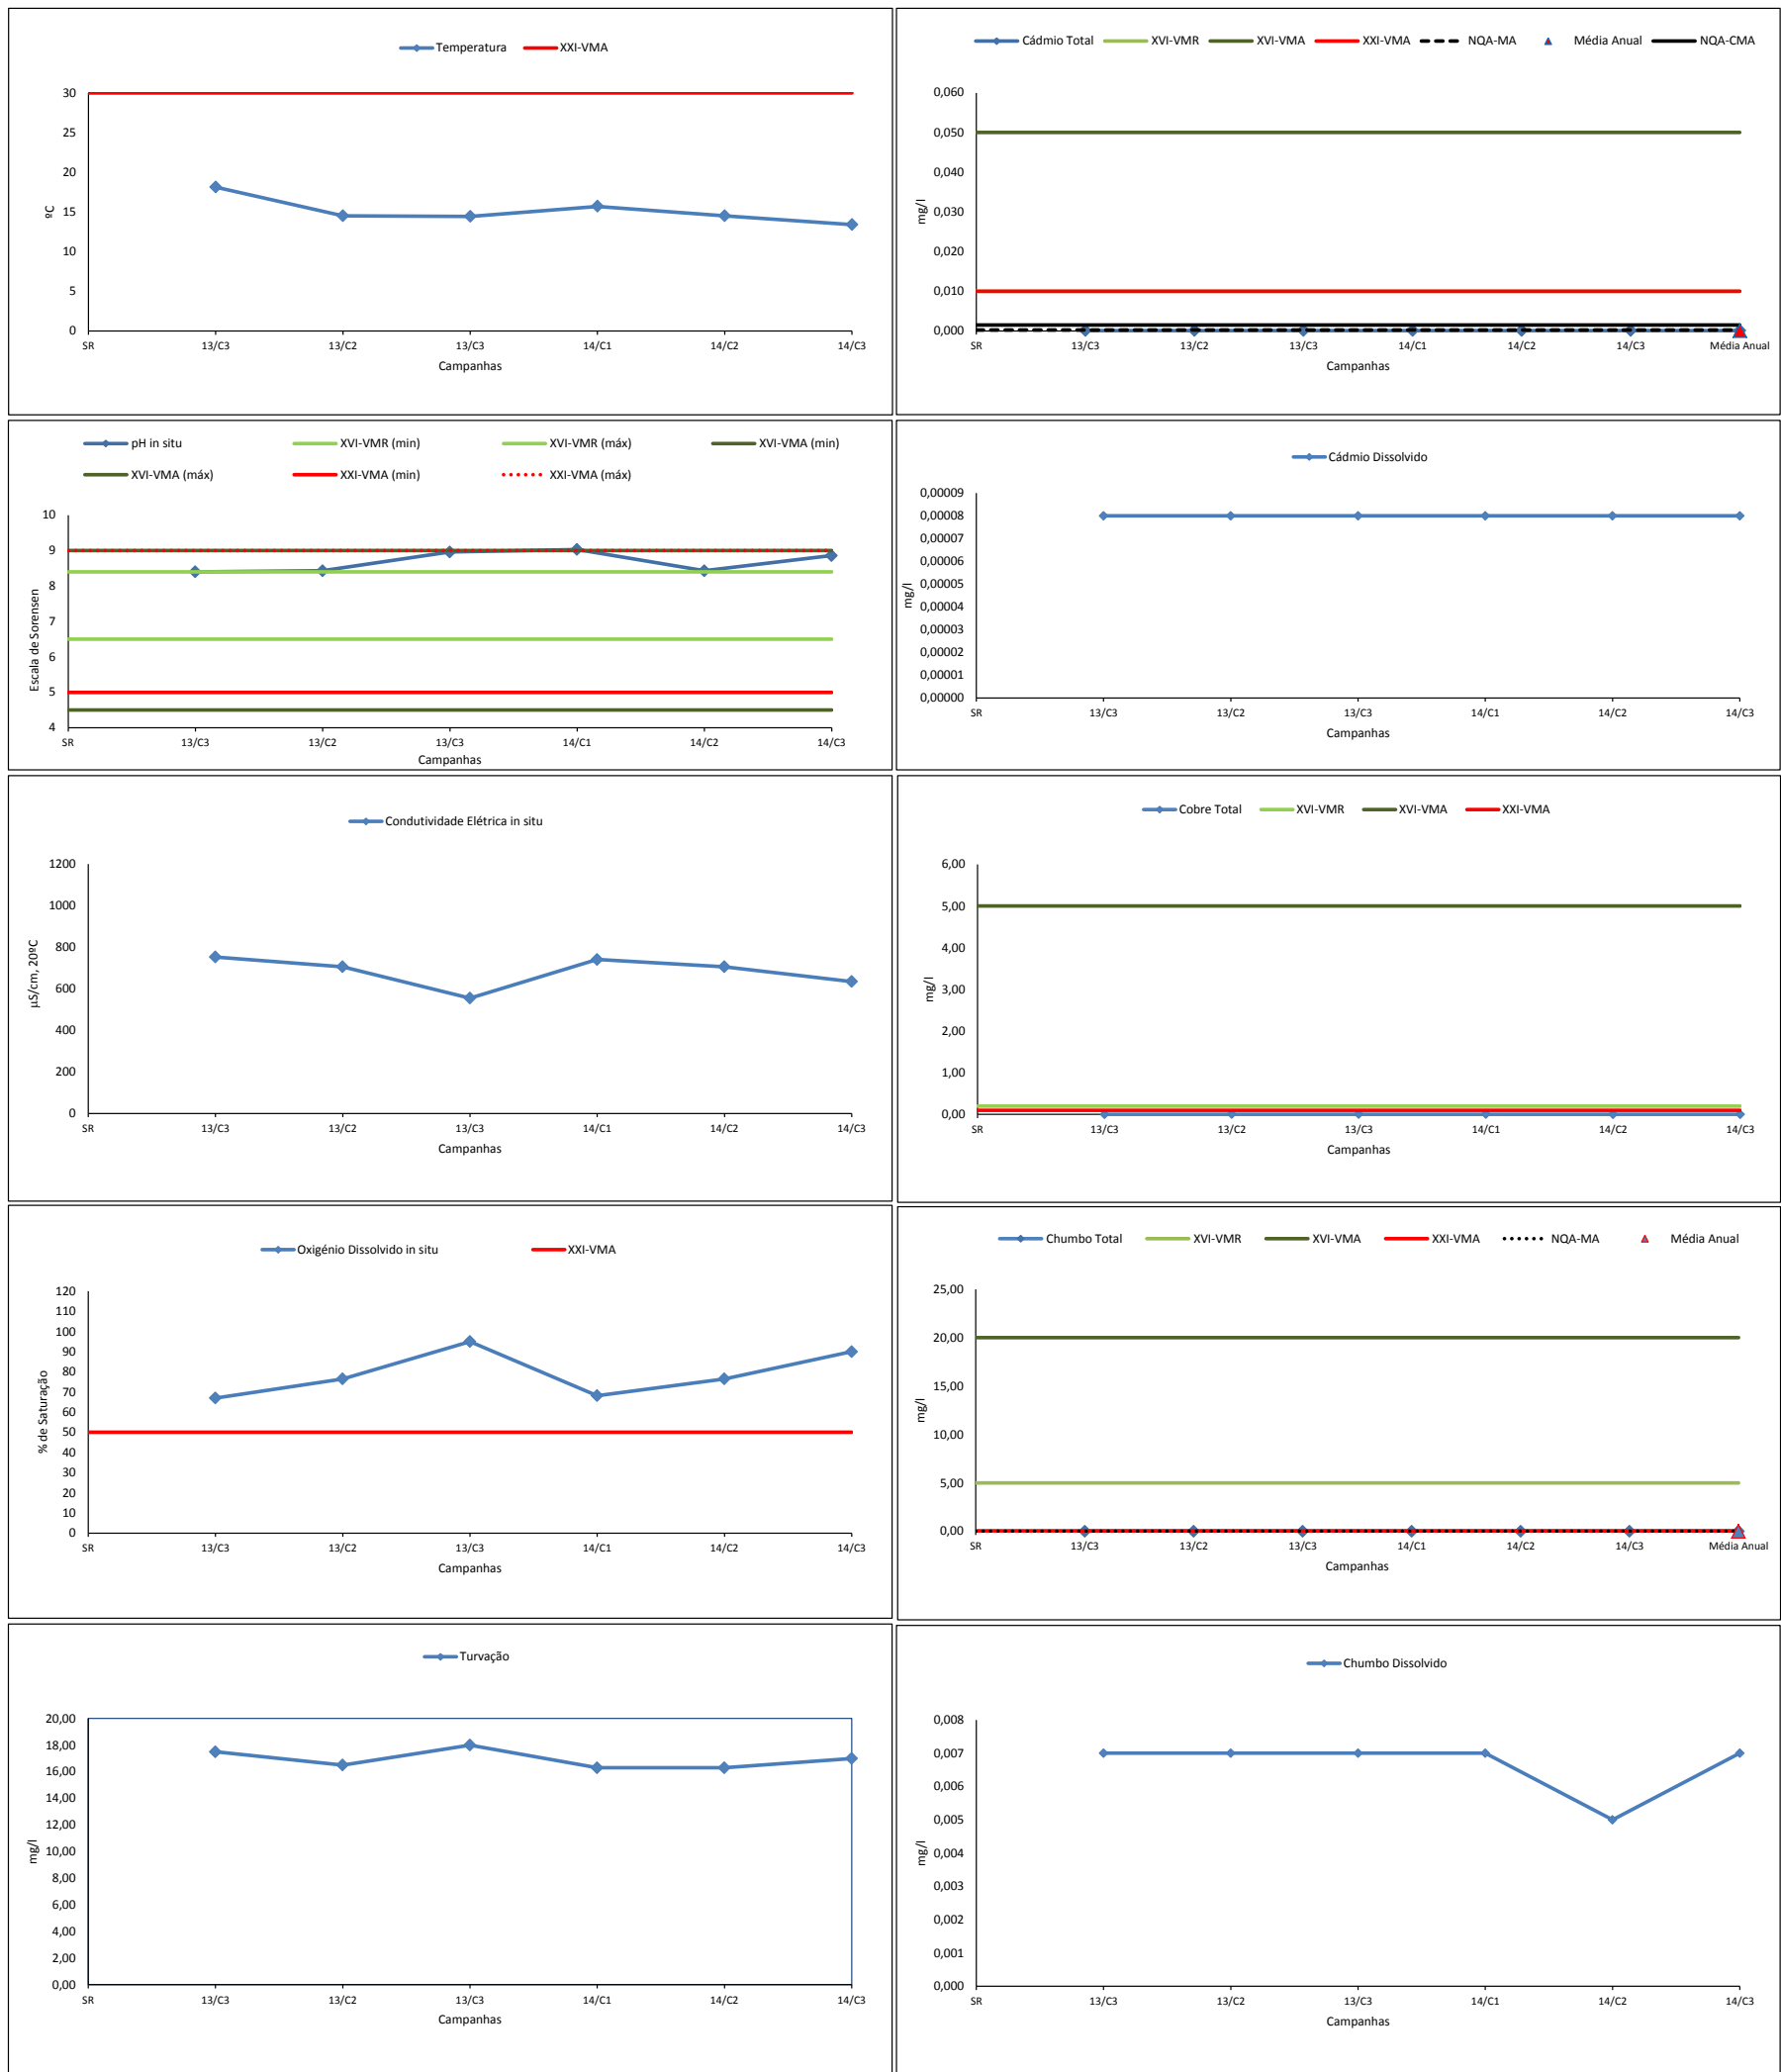 Temperatura XXI-VMA
30
25
20
15
10
5
0
ºC
SR 13/C3 13/C2 13/C3 14/C1 14/C2 14/C3
Campanhas
Cádmio Total XVI-VMR XVI-VMA XXI-VMA NQA-MA Média Anual NQA-CMA
0,060
0,050
0,040
0,030
0,020
0,010
0,000
mg/l
SR 13/C3 13/C2 13/C3 14/C1 14/C2 14/C3 Média Anual
Campanhas
pH in situ XVI-VMR (min) XVI-VMR (máx) XVI-VMA (min)
XVI-VMA (máx) XXI-VMA (min) XXI-VMA (máx)
10
9
8
7
6
5
4
Escala de Sorensen
SR 13/C3 13/C2 13/C3 14/C1 14/C2 14/C3
Campanhas
Cádmio Dissolvido
0,00009
0,00008
0,00007
0,00006
0,00005
0,00004
0,00003
0,00002
0,00001
0,00000
mg/l
SR 13/C3 13/C2 13/C3 14/C1 14/C2 14/C3
Campanhas
Condutividade Elétrica in situ
1200
1000
800
600
400
200
0
µS/cm, 20ºC
SR 13/C3 13/C2 13/C3 14/C1 14/C2 14/C3
Campanhas
Cobre Total XVI-VMR XVI-VMA XXI-VMA
6,00
5,00
4,00
3,00
2,00
1,00
0,00
mg/l
SR 13/C3 13/C2 13/C3 14/C1 14/C2 14/C3
Campanhas
Oxigénio Dissolvido in situ XXI-VMA
120
110
100
90
80
70
60
50
40
30
20
10
0
% de Saturação
SR 13/C3 13/C2 13/C3 14/C1 14/C2 14/C3
Campanhas
Chumbo Total XVI-VMR XVI-VMA XXI-VMA NQA-MA Média Anual
25,00
20,00
15,00
10,00
5,00
0,00
mg/l
SR 13/C3 13/C2 13/C3 14/C1 14/C2 14/C3 Média Anual
Campanhas
Turvação
20,00
18,00
16,00
14,00
12,00
10,00
8,00
6,00
4,00
2,00
0,00
mg/l
SR 13/C3 13/C2 13/C3 14/C1 14/C2 14/C3
Campanhas
Chumbo Dissolvido
0,008
0,007
0,006
0,005
0,004
0,003
0,002
0,001
0,000
mg/l
SR 13/C3 13/C2 13/C3 14/C1 14/C2 14/C3
Campanhas